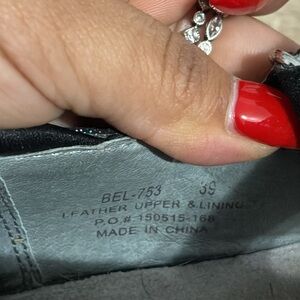 BEL-753 39
LEATHER UPPER & LINING
P.O.#.150515-168
MADE IN CHINA